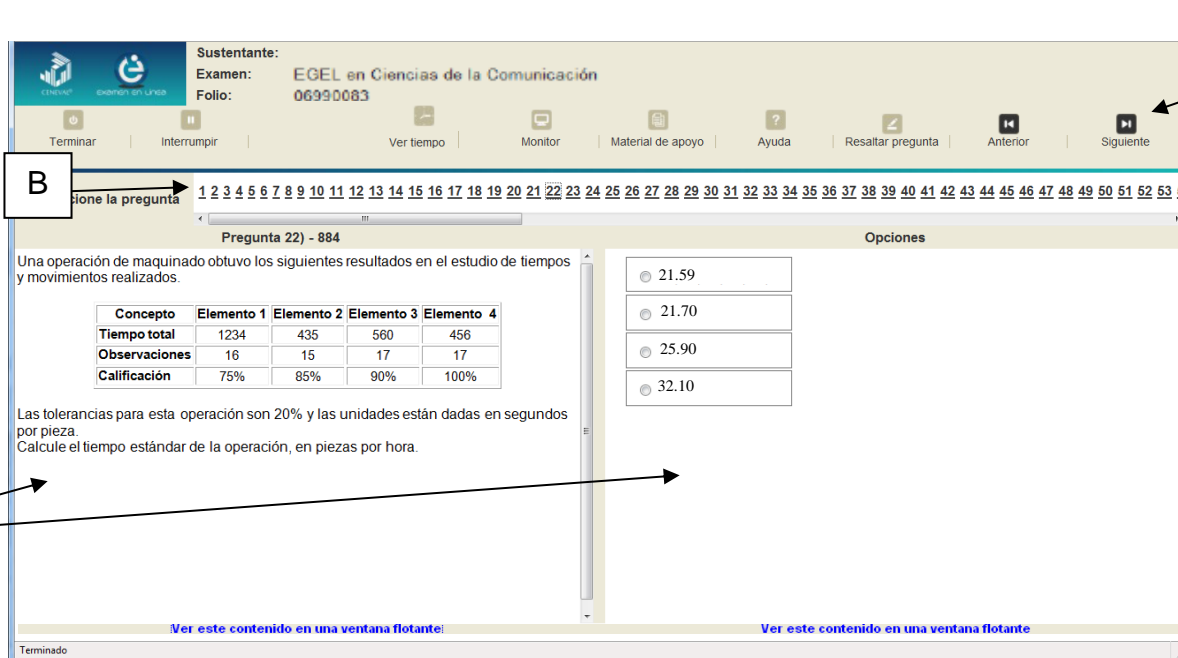 Sustentante:
Examen: EGEL en Ciencias de la Comunicación
Folio: 06990083
CENEVAL
Examen en Línea
Terminar
Interrumpir
Ver tiempo
Monitor
Material de apoyo
Ayuda
Resaltar pregunta
Anterior
Siguiente
B
cione la pregunta
1 2 3 4 5 6 7 8 9 10 11 12 13 14 15 16 17 18 19 20 21 22 23 24 25 26 27 28 29 30 31 32 33 34 35 36 37 38 39 40 41 42 43 44 45 46 47 48 49 50 51 52 53
Pregunta 22) - 884
Una operación de maquinado obtuvo los siguientes resultados en el estudio de tiempos
y movimientos realizados.
Concepto Elemento 1 Elemento 2 Elemento 3 Elemento 4
Tiempo total 1234 435 560 456
Observaciones 16 15 17 17
Calificación 75% 85% 90% 100%
Las tolerancias para esta operación son 20% y las unidades están dadas en segundos
por pieza.
Calcule el tiempo estándar de la operación, en piezas por hora.
Ver este contenido en una ventana flotante
Opciones
21.59
21.70
25.90
32.10
Ver este contenido en una ventana flotante
Terminado